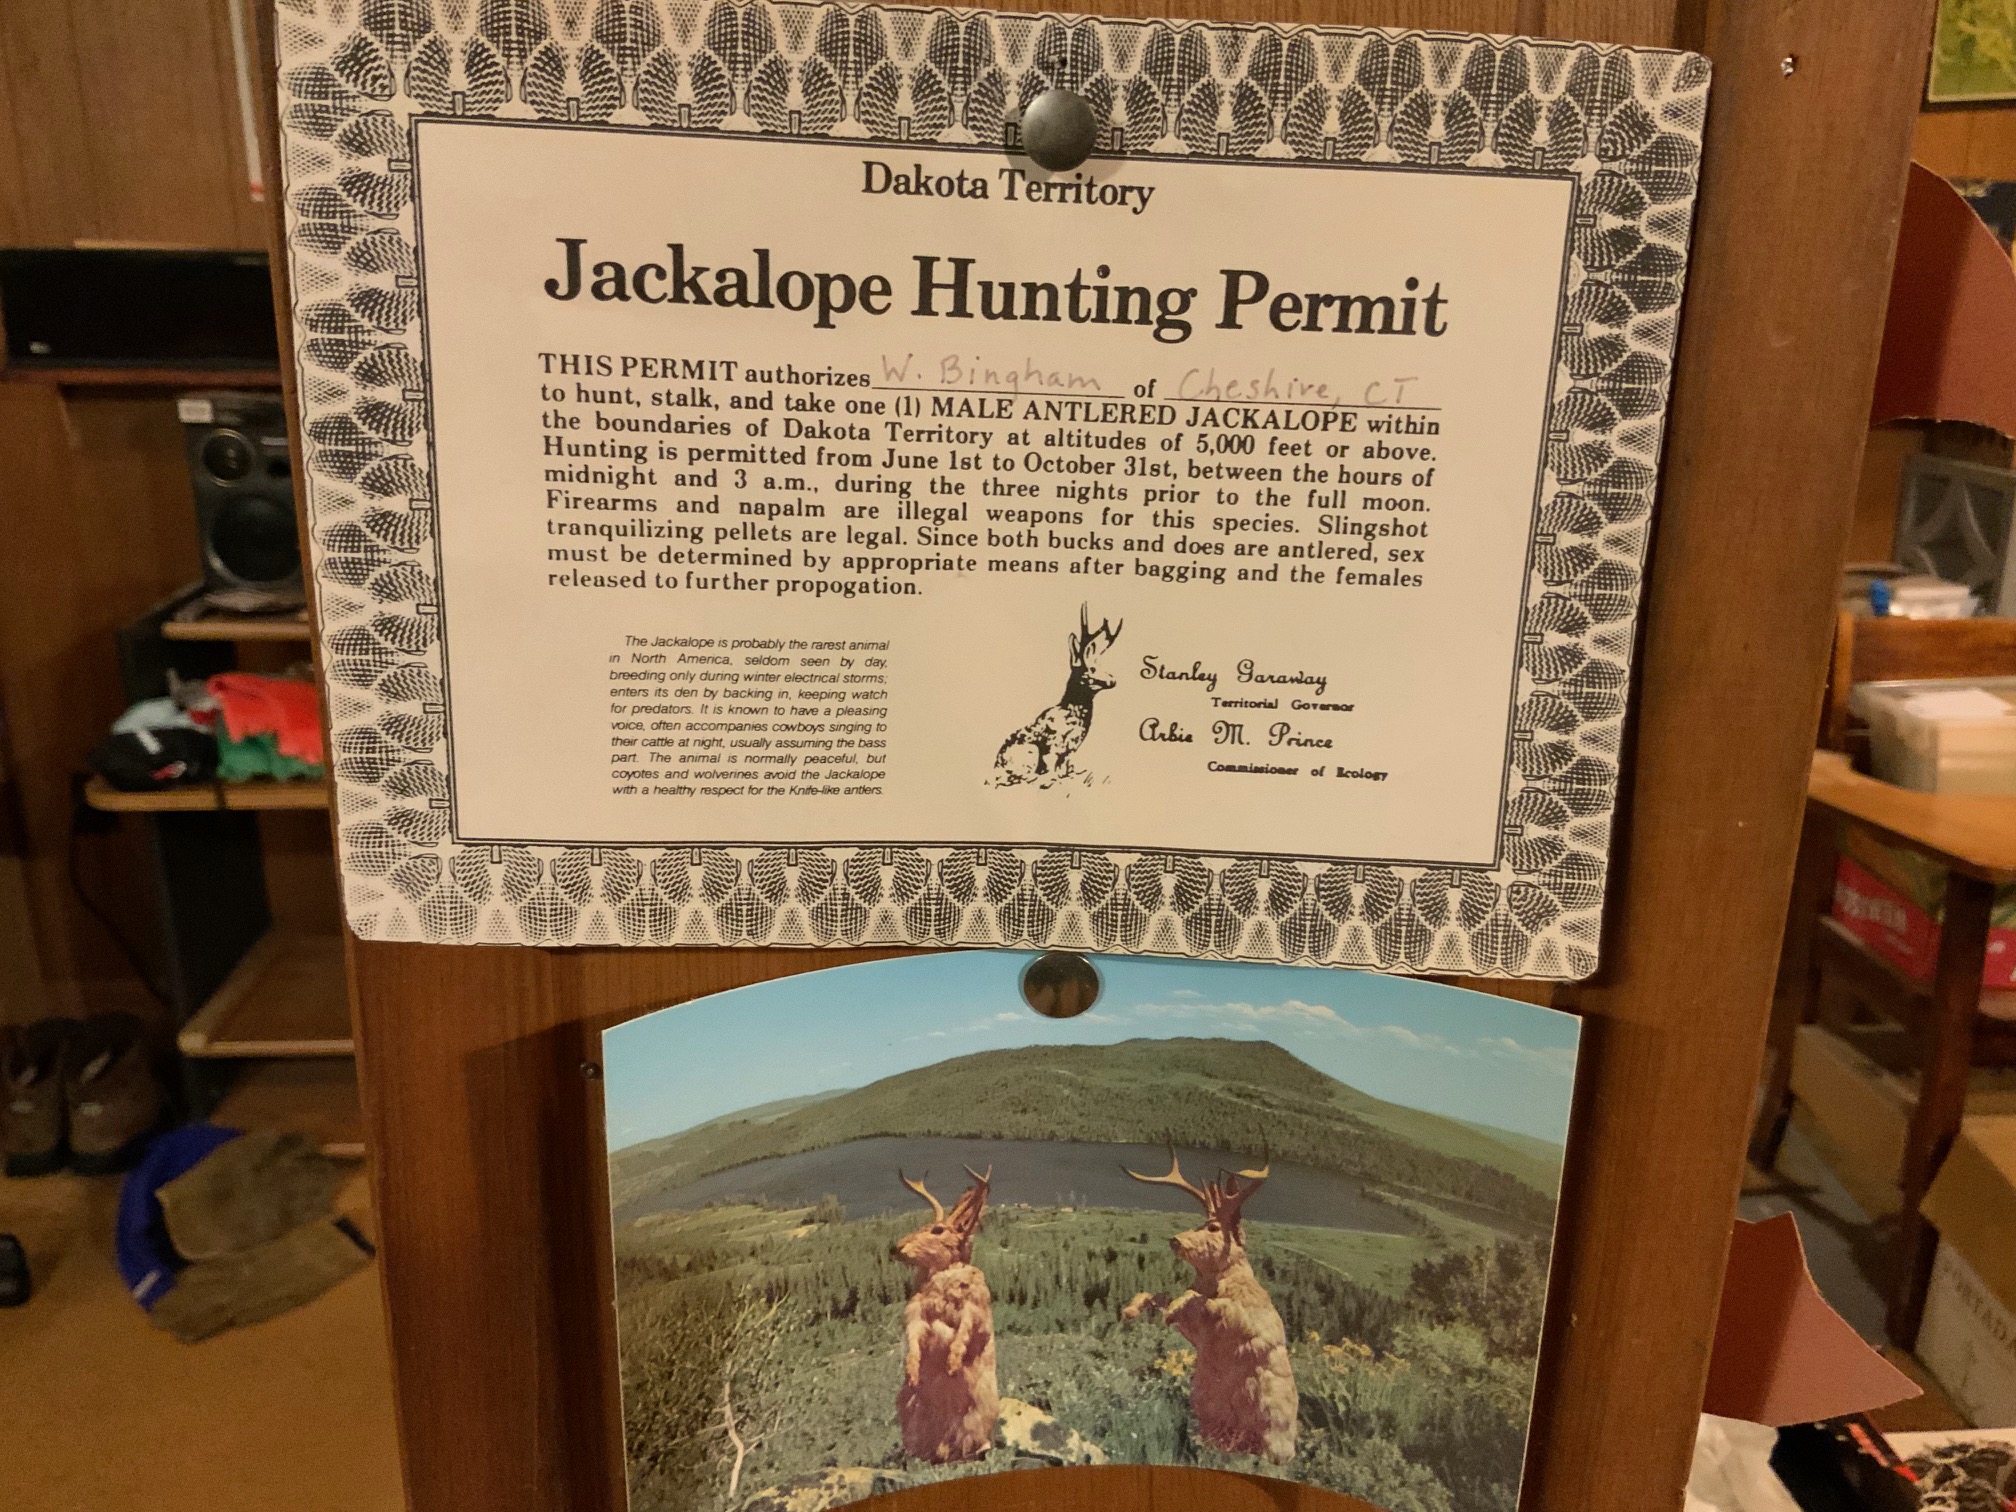 Dakota Territory
Jackalope Hunting Permit
THIS PERMIT authorizes W. Bingham of Cheshire, CT
to hunt, stalk, and take one (1) MALE ANTLERED JACKALOPE within
the boundaries of Dakota Territory at altitudes of 5,000 feet or above.
Hunting is permitted from June 1st to October 31st, between the hours of
midnight and 3 a.m., during the three nights prior to the full moon.
Firearms and napalm are illegal weapons for this species. Slingshot
tranquilizing pellets are legal. Since both bucks and does are antlered, sex
must be determined by appropriate means after bagging and the females
released to further propogation.
The Jackalope is probably the rarest animal
in North America, seldom seen by day,
breeding only during winter electrical storms;
enters its den by backing in, keeping watch
for predators. It is known to have a pleasing
voice, often accompanies cowboys singing to
their cattle at night, usually assuming the bass
part. The animal is normally peaceful, but
coyotes and wolverines avoid the Jackalope
with a healthy respect for the Knife-like antlers.
Stanley Garaway
Territorial Governor
Arbie M. Prince
Commissioner of Ecology